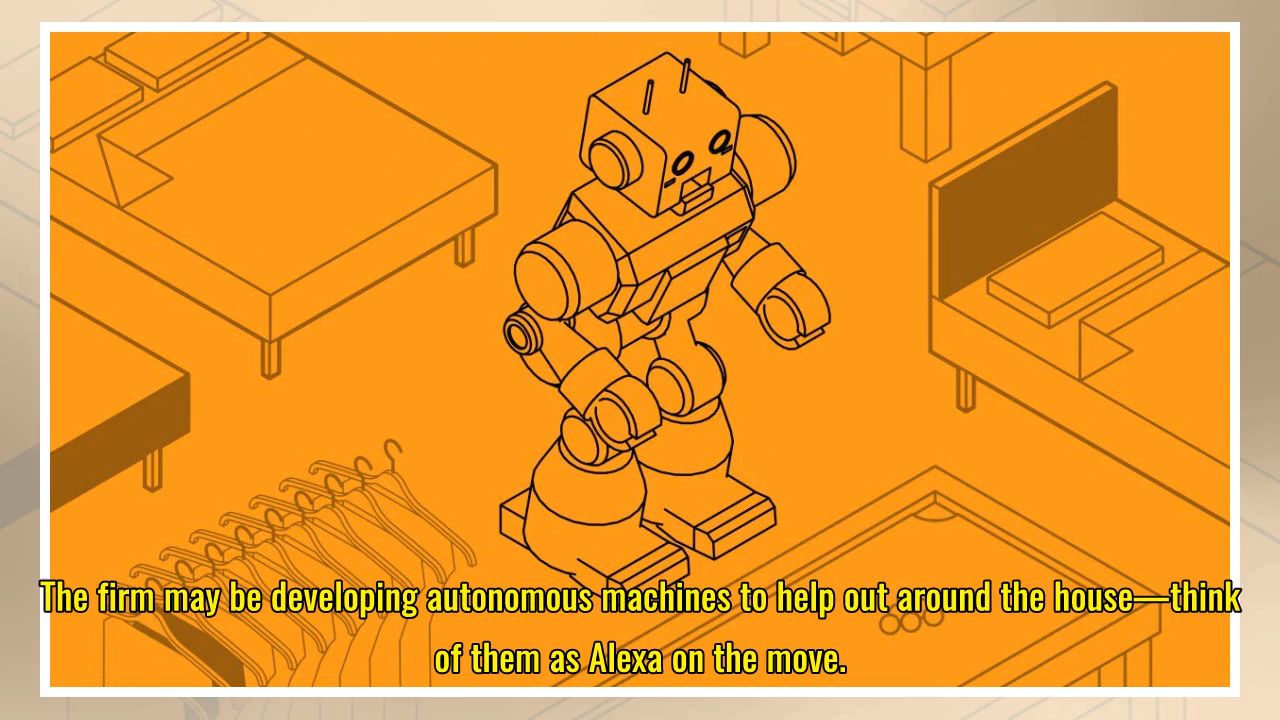 The firm may be developing autonomous machines to help out around the house—think
of them as Alexa on the move.